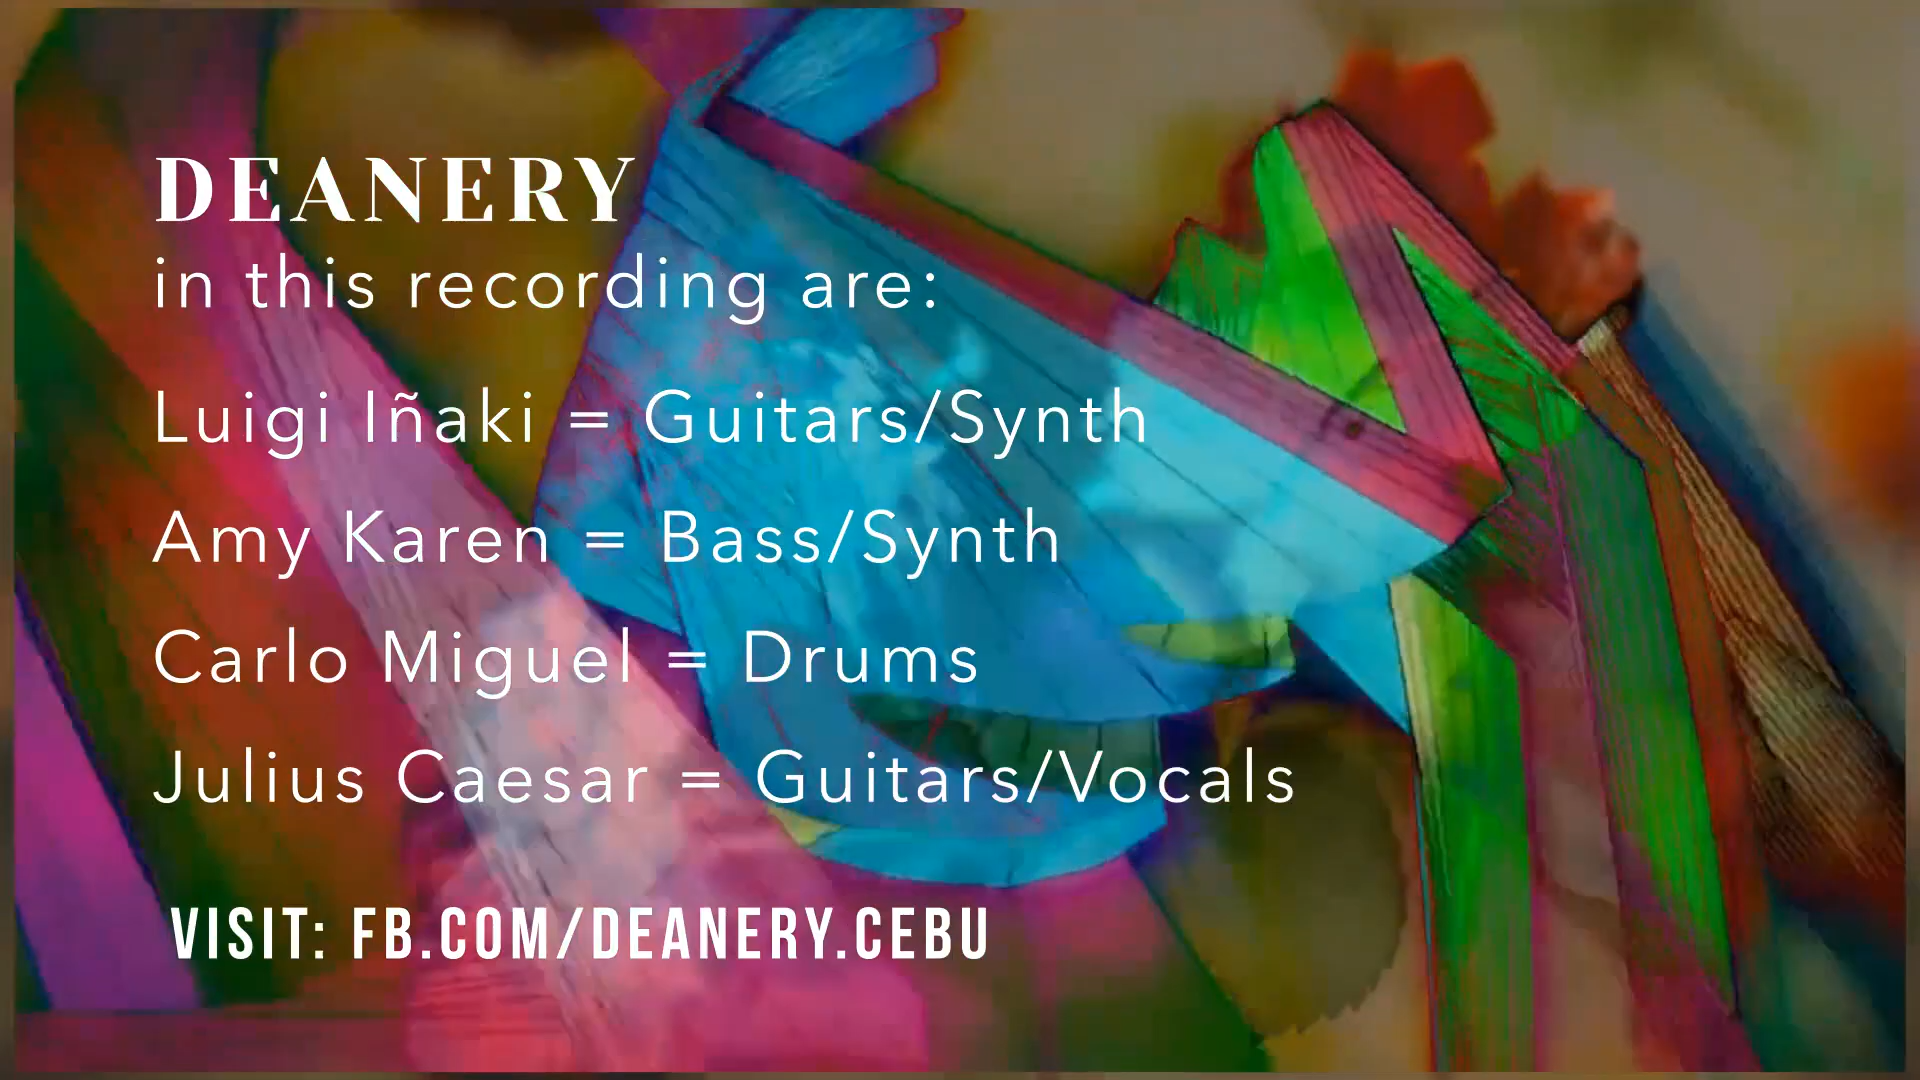 DEANERY
in this recording are:
Luigi Iñaki = Guitars/Synth
Amy Karen = Bass/Synth
Carlo Miguel = Drums
Julius Caesar = Guitars/Vocals
VISIT: FB.COM/DEANERY.CEBU